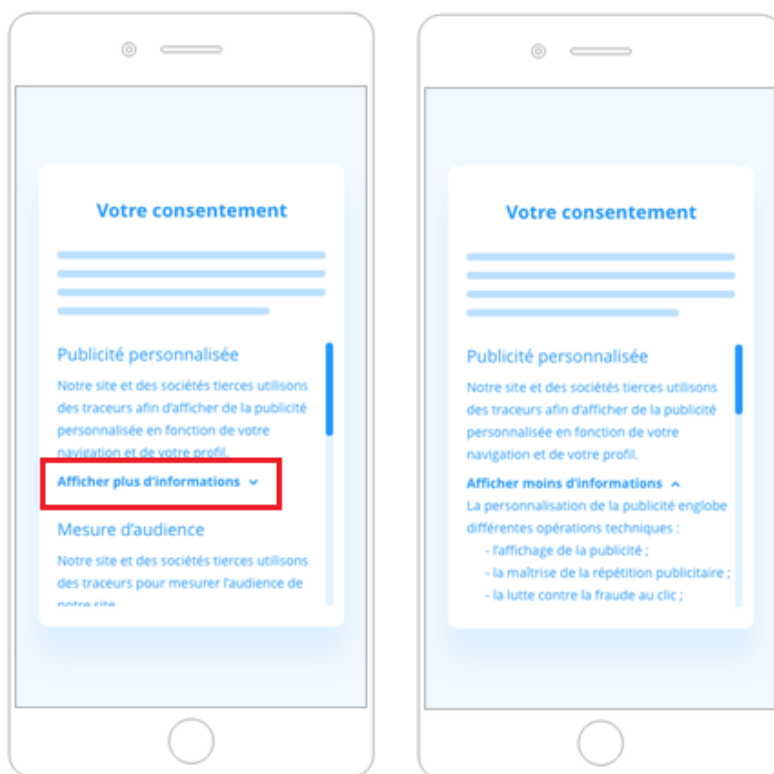 Votre consentement
Publicité personnalisée
Notre site et des sociétés tierces utilisons
des traceurs afin d'afficher de la publicité
personnalisée en fonction de votre
navigation et de votre profil.
Afficher plus d'informations
Mesure d'audience
Notre site et des sociétés tierces utilisons
des traceurs pour mesurer l'audience de
notre site
Votre consentement
Publicité personnalisée
Notre site et des sociétés tierces utilisons
des traceurs afin d'afficher de la publicité
personnalisée en fonction de votre
navigation et de votre profil.
Afficher moins d'informations
La personnalisation de la publicité englobe
différentes opérations techniques :
- l'affichage de la publicité ;
- la maîtrise de la répétition publicitaire ;
- la lutte contre la fraude au clic ;